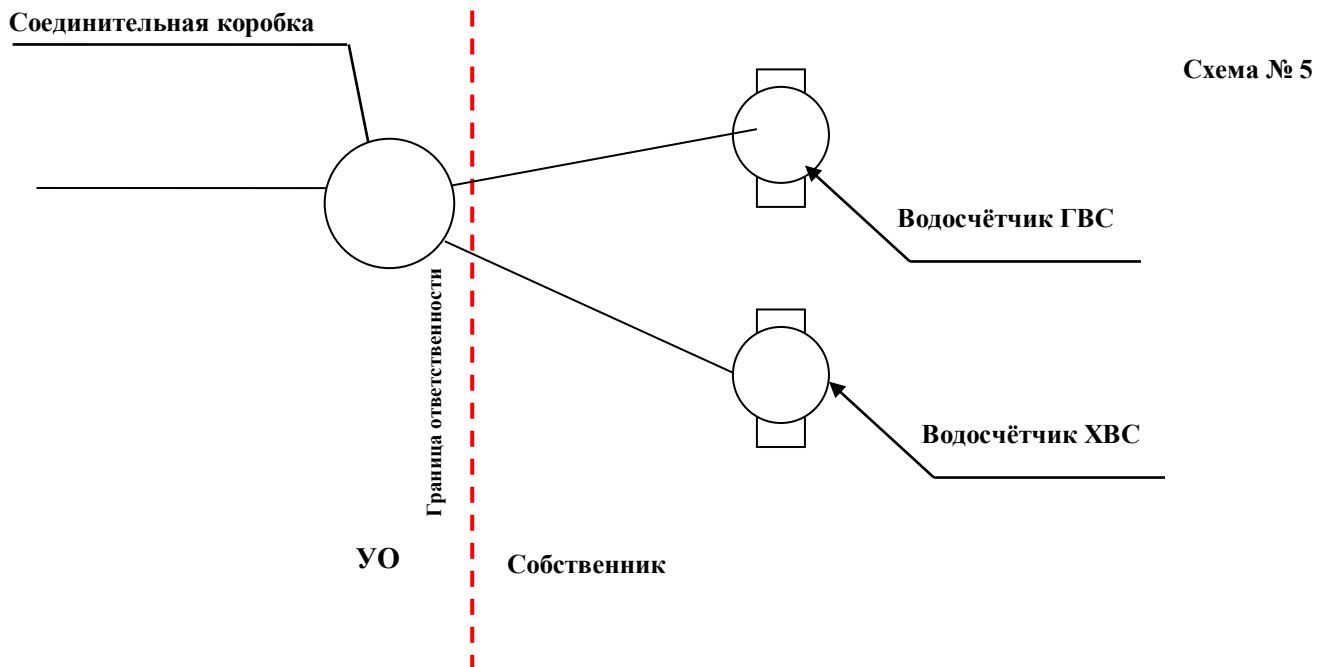 Соединительная коробка
Схема № 5
Водосчётчик ГВС
Граница ответственности
Водосчётчик ХВС
УО
Собственник